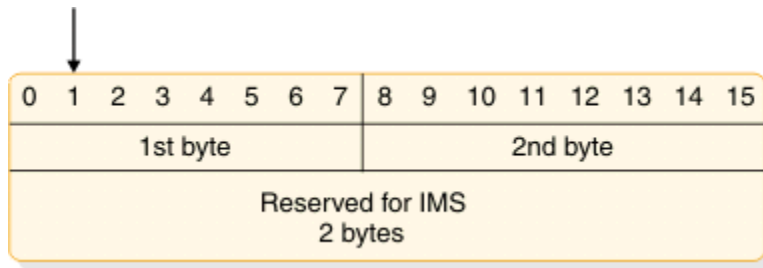 0 1 2 3 4 5 6 7 8 9 10 11 12 13 14 15
1st byte 2nd byte
Reserved for IMS
2 bytes